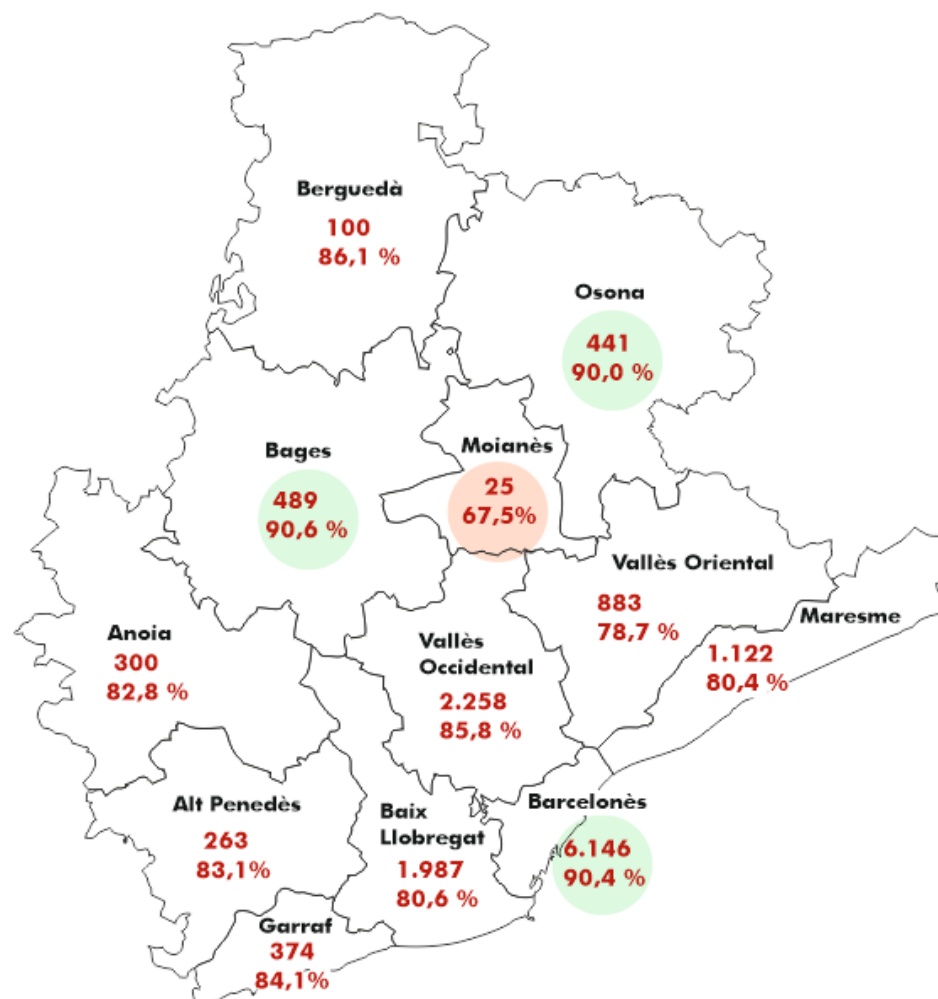 Berguedà
100
86,1 %
Osona
441
90,0 %
Bages
489
90,6 %
Moianès
25
67,5%
Vallès Oriental
883
78,7 %
Maresme
1.122
80,4 %
Anoia
300
82,8 %
Vallès
Occidental
2.258
85,8 %
Alt Penedès
263
83,1%
Baix
Llobregat
1.987
80,6 %
Barcelonès
6.146
90,4 %
Garraf
374
84,1%